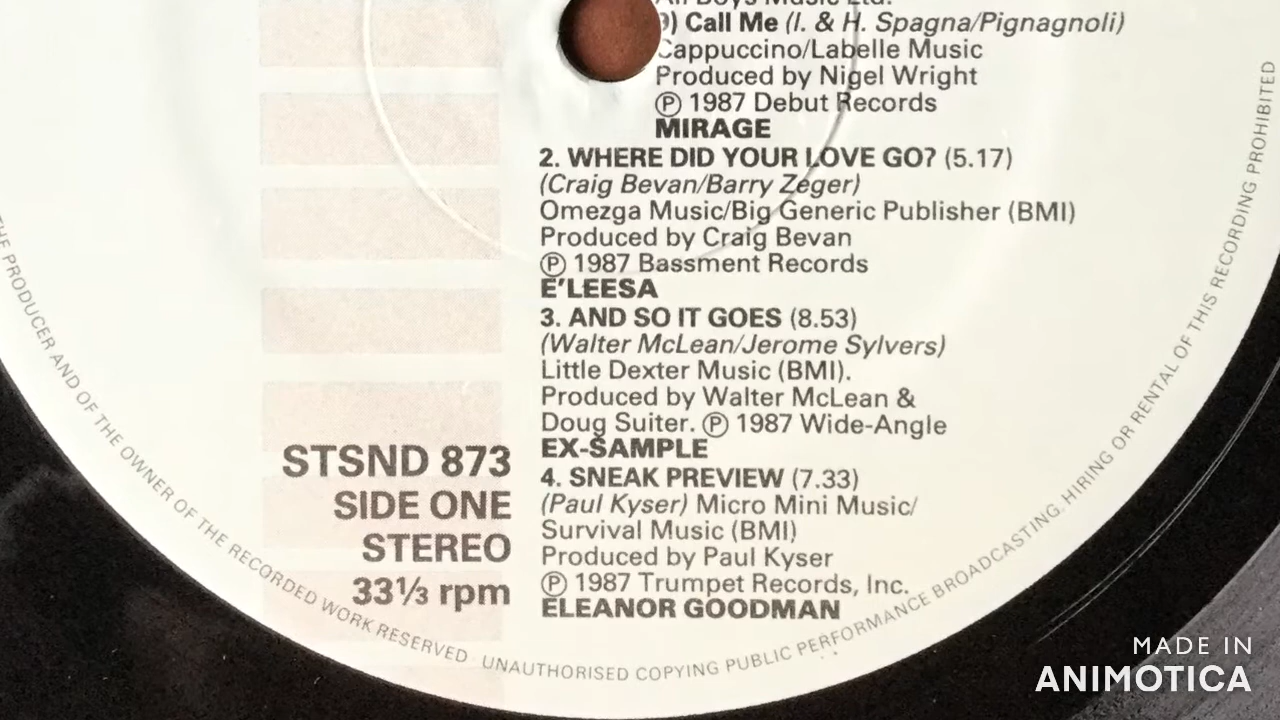 All Boys Music Ltd.
9) Call Me (I. & H. Spagna/Pignagnoli)
Cappuccino/Labelle Music
Produced by Nigel Wright
℗ 1987 Debut Records
MIRAGE
2. WHERE DID YOUR LOVE GO? (5.17)
(Craig Bevan/Barry Zeger)
Omezga Music/Big Generic Publisher (BMI)
Produced by Craig Bevan
℗ 1987 Bassment Records
E'LEESA
3. AND SO IT GOES (8.53)
(Walter McLean/Jerome Sylvers)
Little Dexter Music (BMI).
Produced by Walter McLean &
Doug Suiter. ℗ 1987 Wide-Angle
EX-SAMPLE
4. SNEAK PREVIEW (7.33)
(Paul Kyser) Micro Mini Music/
Survival Music (BMI)
Produced by Paul Kyser
℗ 1987 Trumpet Records, Inc.
ELEANOR GOODMAN
STSND 873
SIDE ONE
STEREO
33⅓ rpm
THE PRODUCER AND OF THE OWNER OF THE RECORDED WORK RESERVED UNAUTHORISED COPYING PUBLIC PERFORMANCE BROADCASTING, HIRING OR RENTAL OF THIS RECORDING PROHIBITED
MADE IN
ANIMOTICA